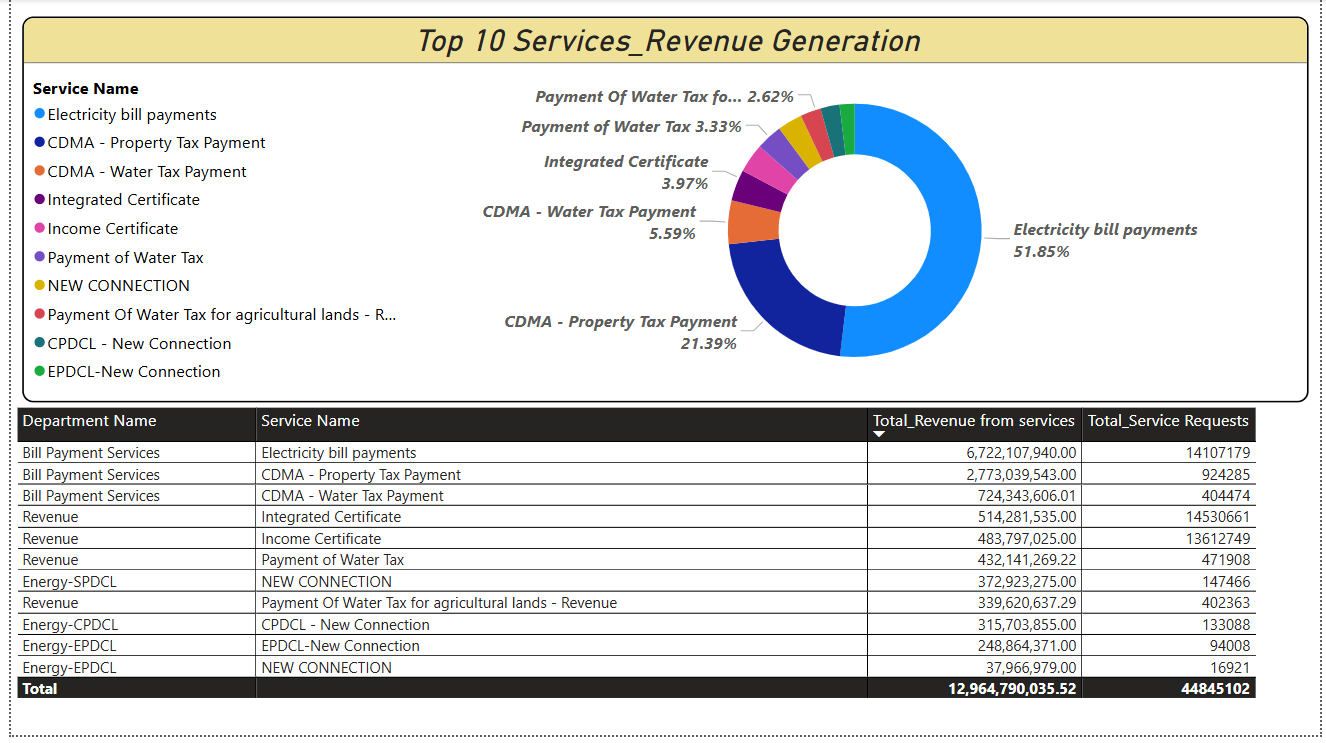 Top 10 Services_Revenue Generation
Service Name
Electricity bill payments
CDMA - Property Tax Payment
CDMA - Water Tax Payment
Integrated Certificate
Income Certificate
Payment of Water Tax
NEW CONNECTION
Payment Of Water Tax for agricultural lands - R...
CPDCL - New Connection
EPDCL-New Connection
Payment Of Water Tax fo... 2.62%
Payment of Water Tax 3.33%
Integrated Certificate
3.97%
CDMA - Water Tax Payment
5.59%
CDMA - Property Tax Payment
21.39%
Electricity bill payments
51.85%
Department Name Service Name Total_Revenue from services Total_Service Requests
Bill Payment Services Electricity bill payments 6,722,107,940.00 14107179
Bill Payment Services CDMA - Property Tax Payment 2,773,039,543.00 924285
Bill Payment Services CDMA - Water Tax Payment 724,343,606.01 404474
Revenue Integrated Certificate 514,281,535.00 14530661
Revenue Income Certificate 483,797,025.00 13612749
Revenue Payment of Water Tax 432,141,269.22 471908
Energy-SPDCL NEW CONNECTION 372,923,275.00 147466
Revenue Payment Of Water Tax for agricultural lands - Revenue 339,620,637.29 402363
Energy-CPDCL CPDCL - New Connection 315,703,855.00 133088
Energy-EPDCL EPDCL-New Connection 248,864,371.00 94008
Energy-EPDCL NEW CONNECTION 37,966,979.00 16921
Total 12,964,790,035.52 44845102